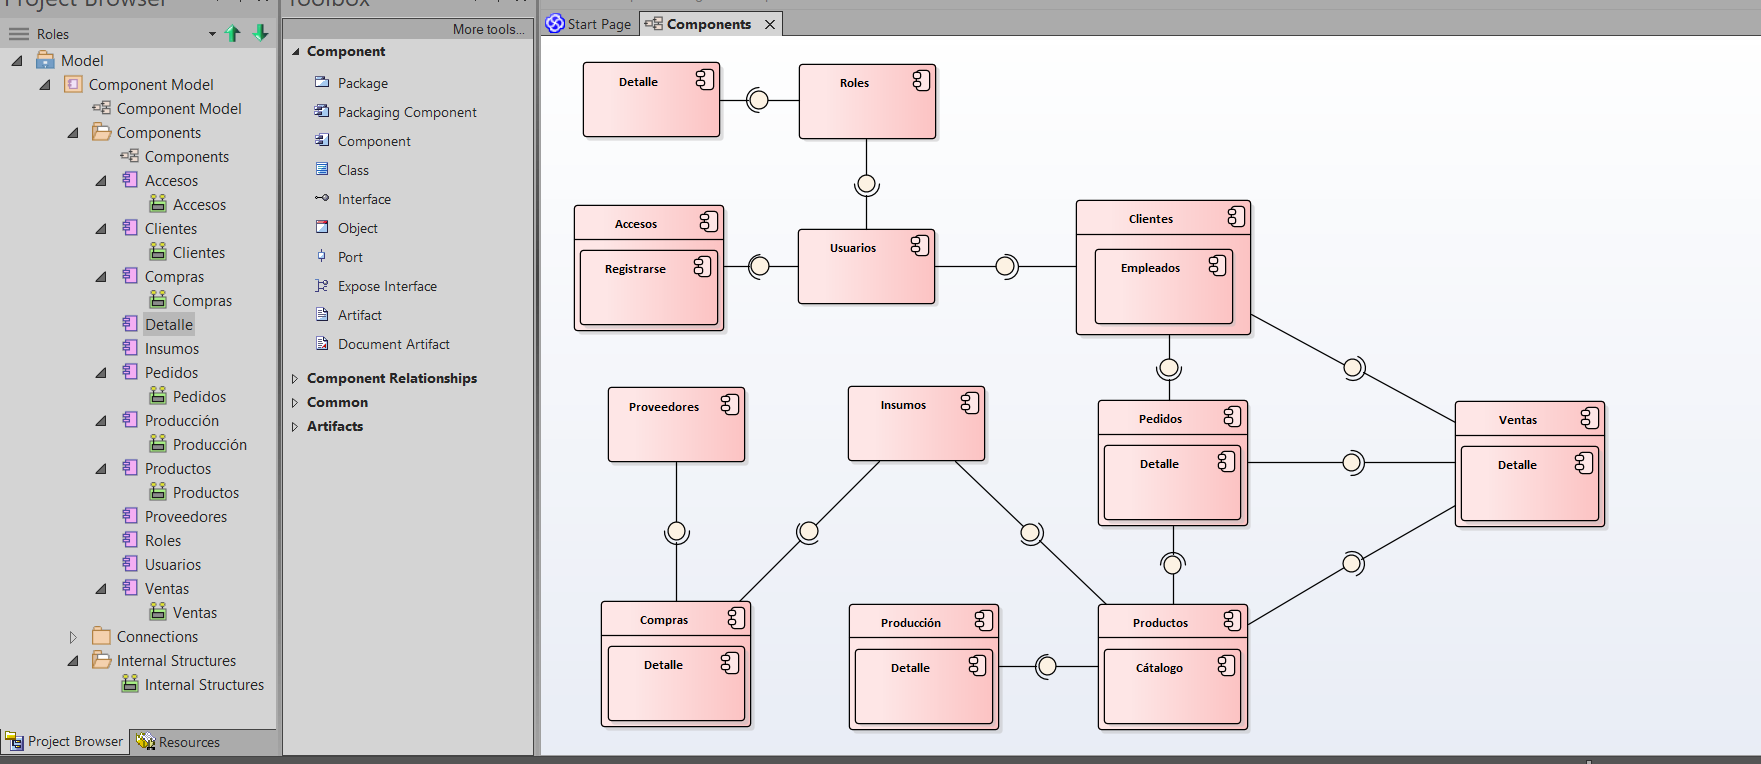 Project Browser
Roles
Model
Component Model
Component Model
Components
Components
Accesos
Accesos
Clientes
Clientes
Compras
Compras
Detalle
Insumos
Pedidos
Pedidos
Producción
Producción
Productos
Productos
Proveedores
Roles
Usuarios
Ventas
Ventas
Connections
Internal Structures
Internal Structures
Project Browser
Resources
Toolbox
More tools...
Component
Package
Packaging Component
Component
Class
Interface
Object
Port
Expose Interface
Artifact
Document Artifact
Component Relationships
Common
Artifacts
Start Page
Components
Detalle
Roles
Accesos
Registrarse
Usuarios
Clientes
Empleados
Proveedores
Insumos
Pedidos
Detalle
Ventas
Detalle
Compras
Detalle
Producción
Detalle
Productos
Cátalogo